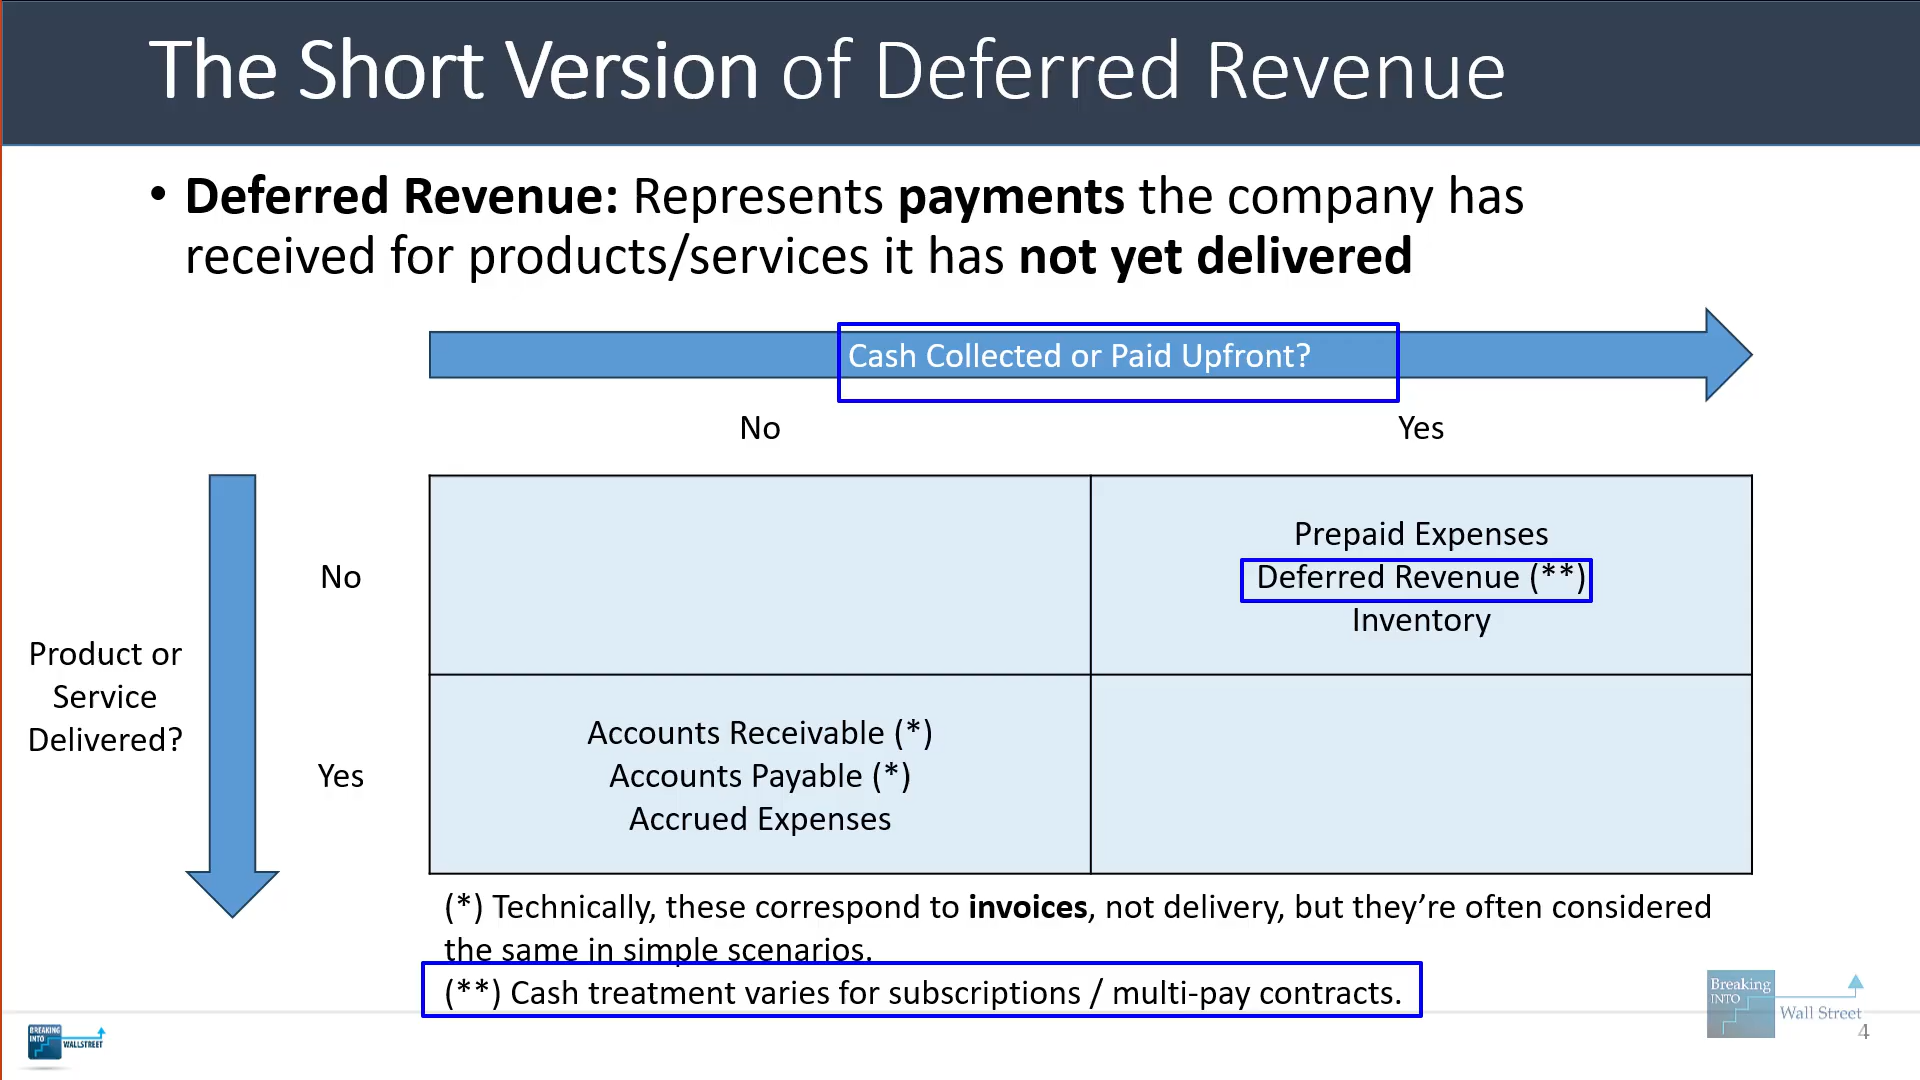 The Short Version of Deferred Revenue
• Deferred Revenue: Represents payments the company has
received for products/services it has not yet delivered
Cash Collected or Paid Upfront?
No
Yes
Product or
Service
Delivered?
No
Prepaid Expenses
Deferred Revenue (**)
Inventory
Yes
Accounts Receivable (*)
Accounts Payable (*)
Accrued Expenses
(*) Technically, these correspond to invoices, not delivery, but they’re often considered
the same in simple scenarios.
(**) Cash treatment varies for subscriptions / multi-pay contracts.
BREAKING
INTO
WALLSTREET
Breaking
INTO
Wall Street
4